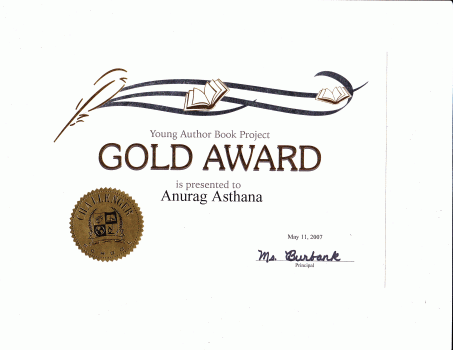 Young Author Book Project
GOLD AWARD
is presented to
Anurag Asthana
CHALLENGER
May 11, 2007
Ms. Burbank
Principal